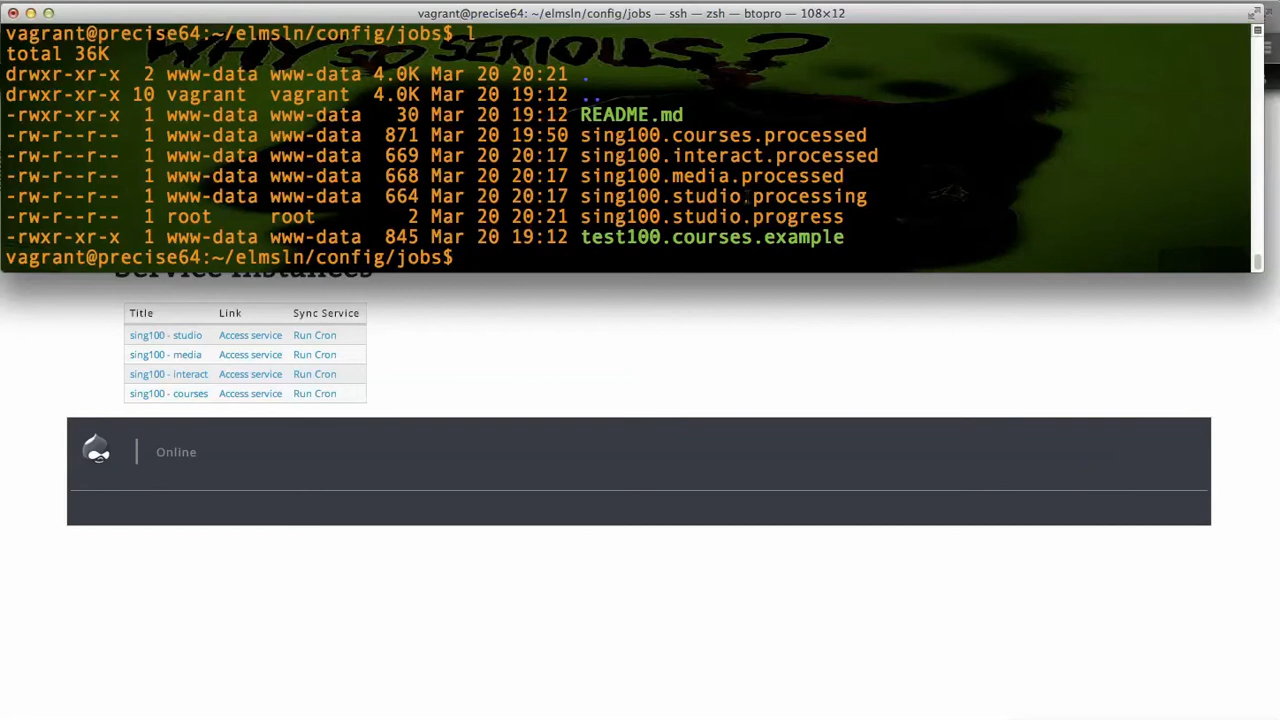 vagrant@precise64: ~/elmsln/config/jobs — ssh — zsh — btopro — 108×12
vagrant@precise64:~/elmsln/config/jobs$ l
total 36K
drwxr-xr-x 2 www-data www-data 4.0K Mar 20 20:21 .
drwxr-xr-x 10 vagrant vagrant 4.0K Mar 20 19:12 ..
-rwxr-xr-x 1 www-data www-data 30 Mar 20 19:12 README.md
-rw-r--r-- 1 www-data www-data 871 Mar 20 19:50 sing100.courses.processed
-rw-r--r-- 1 www-data www-data 669 Mar 20 20:17 sing100.interact.processed
-rw-r--r-- 1 www-data www-data 668 Mar 20 20:17 sing100.media.processed
-rw-r--r-- 1 www-data www-data 664 Mar 20 20:17 sing100.studio.processing
-rw-r--r-- 1 root root 2 Mar 20 20:21 sing100.studio.progress
-rwxr-xr-x 1 www-data www-data 845 Mar 20 19:12 test100.courses.example
vagrant@precise64:~/elmsln/config/jobs$
WHY SO SERIOUS?
Service Instances
Title Link Sync Service
sing100 - studio Access service Run Cron
sing100 - media Access service Run Cron
sing100 - interact Access service Run Cron
sing100 - courses Access service Run Cron
Online